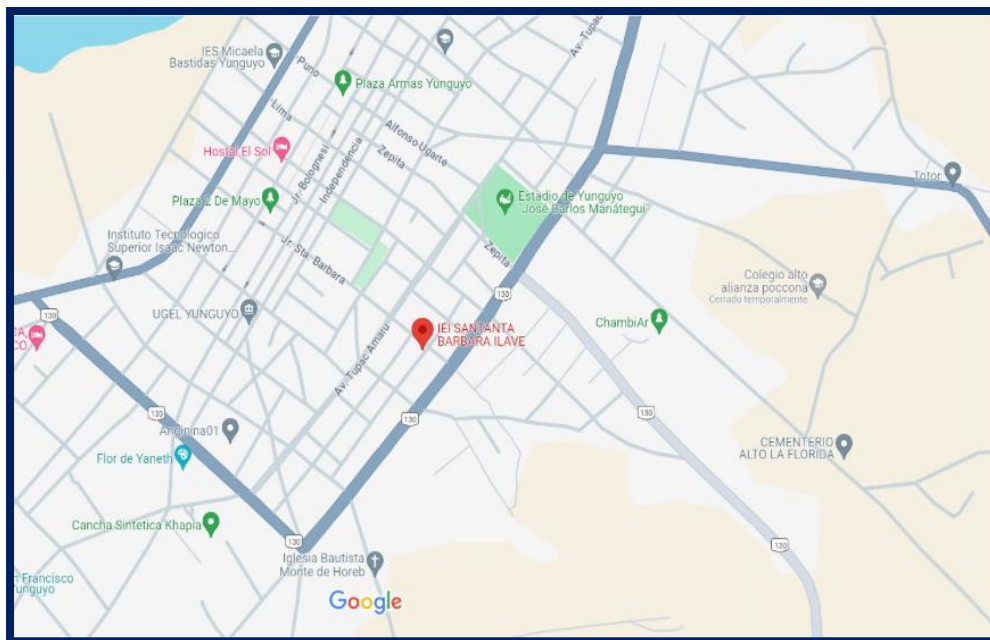 IES Micaela
Bastidas Yunguyo
Puno
Plaza Armas Yunguyo
Av. Tupac
Lima
Alfonso Ugarte
Hostal El Sol
Zepita
Jr. Bolognesi
Independencia
Totor
Plaza 2 De Mayo
Estadio de Yunguyo
"José Carlos Mariátegui"
Instituto Tecnologico
Superior Isaac Newton...
Jr. Sta. Barbara
Zepita
Colegio alto
alianza poccona
Cerrado temporalmente
130
130
UGEL YUNGUYO
ChambiAr
IEI SANTANTA
BARBARA ILAVE
CO
Av. Tupac Amaru
130
130
130
Anginina01
CEMENTERIO
ALTO LA FLORIDA
Flor de Yaneth
Cancha Sintetica Khapia
130
130
Iglesia Bautista
Monte de Horeb
Francisco
unguyo
Google